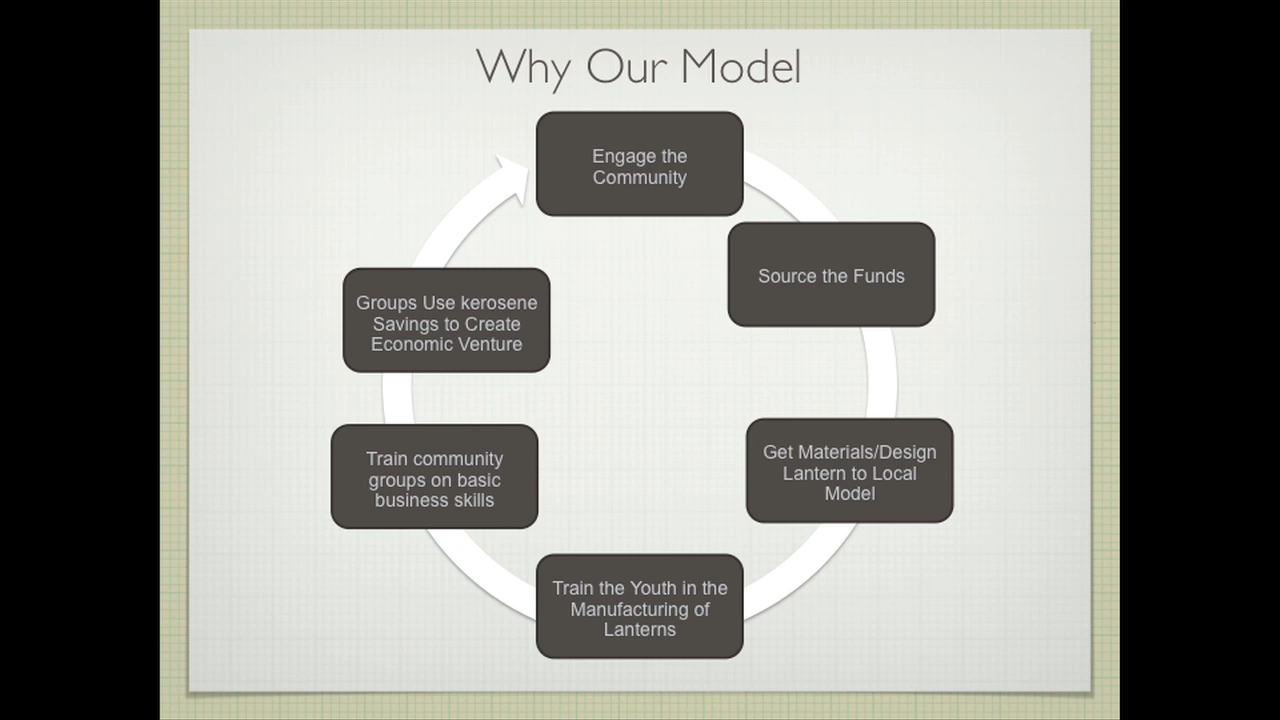 Why Our Model
Engage the
Community
Source the Funds
Get Materials/Design
Lantern to Local
Model
Train the Youth in the
Manufacturing of
Lanterns
Train community
groups on basic
business skills
Groups Use kerosene
Savings to Create
Economic Venture